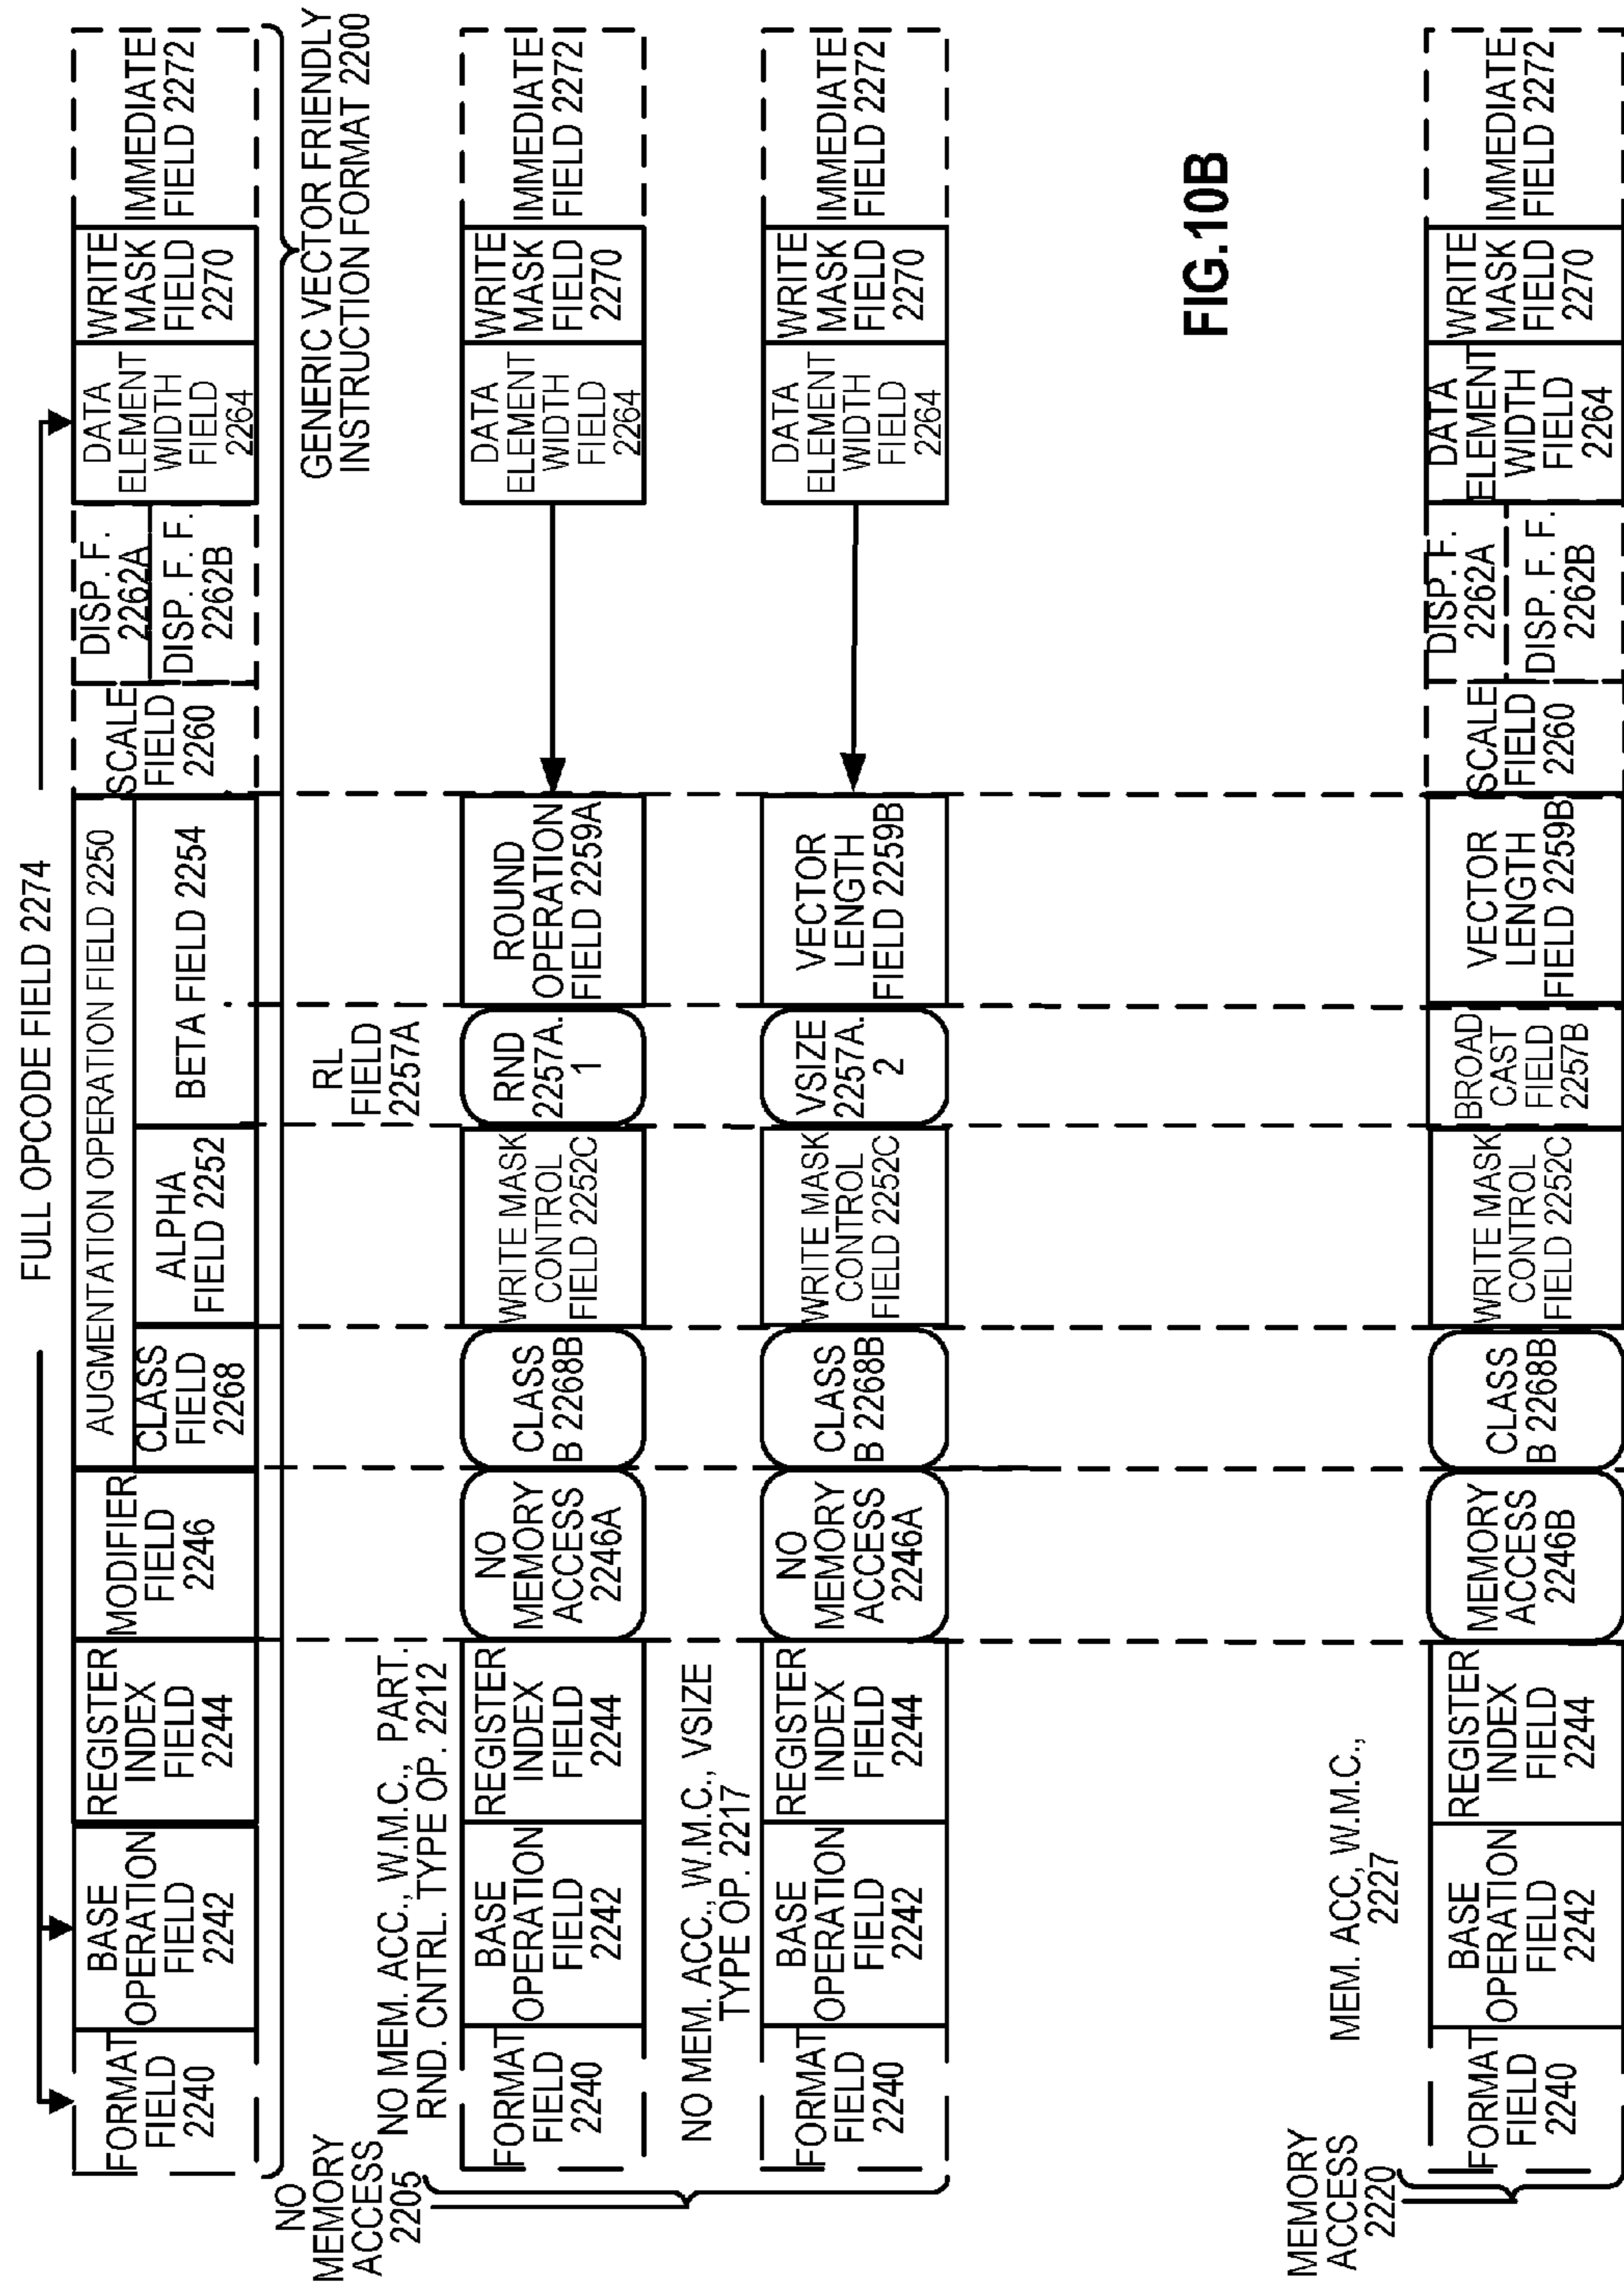 FULL OPCODE FIELD 2274
FORMAT
FIELD
2240
BASE
OPERATION
FIELD
2242
REGISTER
INDEX
FIELD
2244
MODIFIER
FIELD
2246
AUGMENTATION OPERATION FIELD 2250
CLASS
FIELD
2268
ALPHA
FIELD 2252
BETA FIELD 2254
SCALE
FIELD
2260
DISP. F.
2262A
DISP. F. F.
2262B
DATA
ELEMENT
WIDTH
FIELD
2264
WRITE
MASK
FIELD
2270
IMMEDIATE
FIELD 2272
GENERIC VECTOR FRIENDLY
INSTRUCTION FORMAT 2200
NO
MEMORY
ACCESS
2205
NO MEM. ACC., W.M.C., PART.
RND. CNTRL. TYPE OP. 2212
RL
FIELD
2257A
FORMAT
FIELD
2240
BASE
OPERATION
FIELD
2242
REGISTER
INDEX
FIELD
2244
NO
MEMORY
ACCESS
2246A
CLASS
B 2268B
WRITE MASK
CONTROL
FIELD 2252C
RND
2257A.
1
ROUND
OPERATION
FIELD 2259A
DATA
ELEMENT
WIDTH
FIELD
2264
WRITE
MASK
FIELD
2270
IMMEDIATE
FIELD 2272
NO MEM. ACC., W.M.C., VSIZE
TYPE OP. 2217
FORMAT
FIELD
2240
BASE
OPERATION
FIELD
2242
REGISTER
INDEX
FIELD
2244
NO
MEMORY
ACCESS
2246A
CLASS
B 2268B
WRITE MASK
CONTROL
FIELD 2252C
VSIZE
2257A.
2
VECTOR
LENGTH
FIELD 2259B
DATA
ELEMENT
WIDTH
FIELD
2264
WRITE
MASK
FIELD
2270
IMMEDIATE
FIELD 2272
FIG.10B
MEMORY
ACCESS
2220
MEM. ACC, W.M.C.,
2227
FORMAT
FIELD
2240
BASE
OPERATION
FIELD
2242
REGISTER
INDEX
FIELD
2244
MEMORY
ACCESS
2246B
CLASS
B 2268B
WRITE MASK
CONTROL
FIELD 2252C
BROAD
CAST
FIELD
2257B
VECTOR
LENGTH
FIELD 2259B
SCALE
FIELD
2260
DISP. F.
2262A
DISP. F. F.
2262B
DATA
ELEMENT
WIDTH
FIELD
2264
WRITE
MASK
FIELD
2270
IMMEDIATE
FIELD 2272